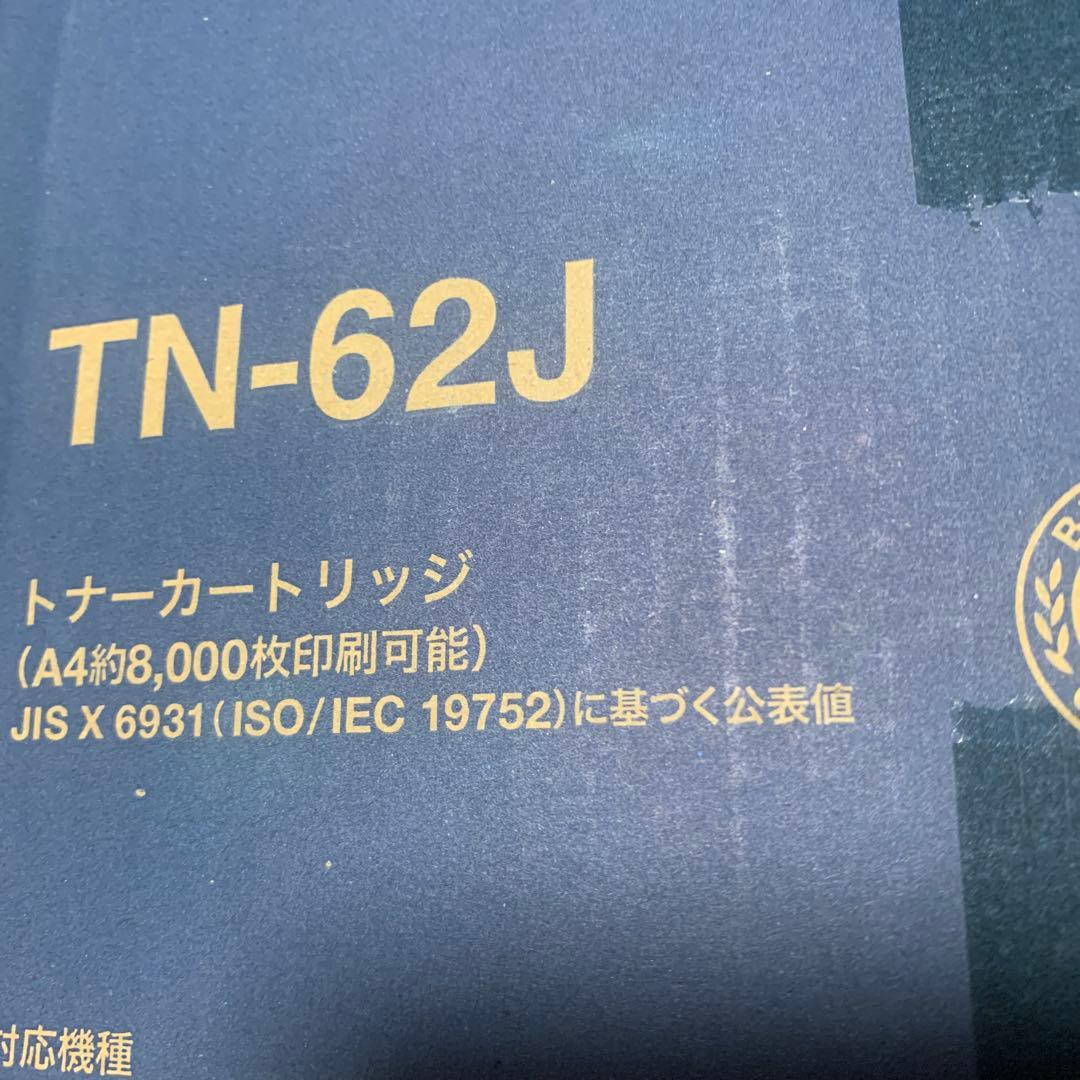 TN-62J
トナーカートリッジ
(A4約8,000枚印刷可能)
JIS X 6931(ISO/IEC 19752)に基づく公表値
対応機種